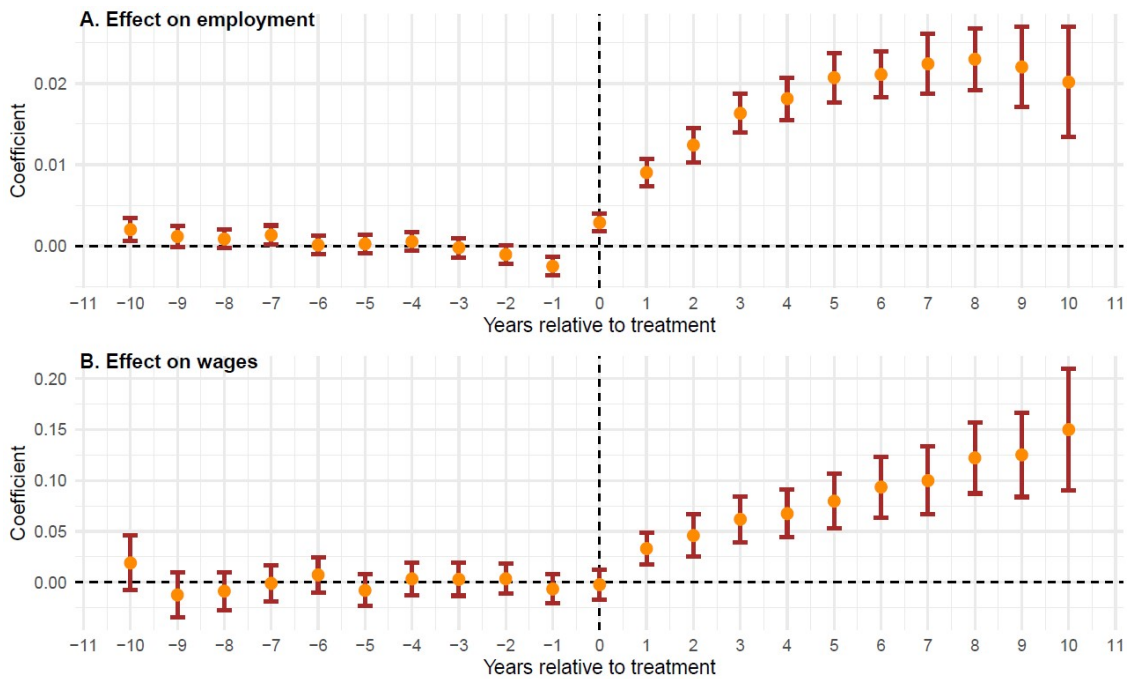 A. Effect on employment
Coefficient
0.02
0.01
0.00
−11 −10 −9 −8 −7 −6 −5 −4 −3 −2 −1 0 1 2 3 4 5 6 7 8 9 10 11
Years relative to treatment
B. Effect on wages
Coefficient
0.20
0.15
0.10
0.05
0.00
−11 −10 −9 −8 −7 −6 −5 −4 −3 −2 −1 0 1 2 3 4 5 6 7 8 9 10 11
Years relative to treatment